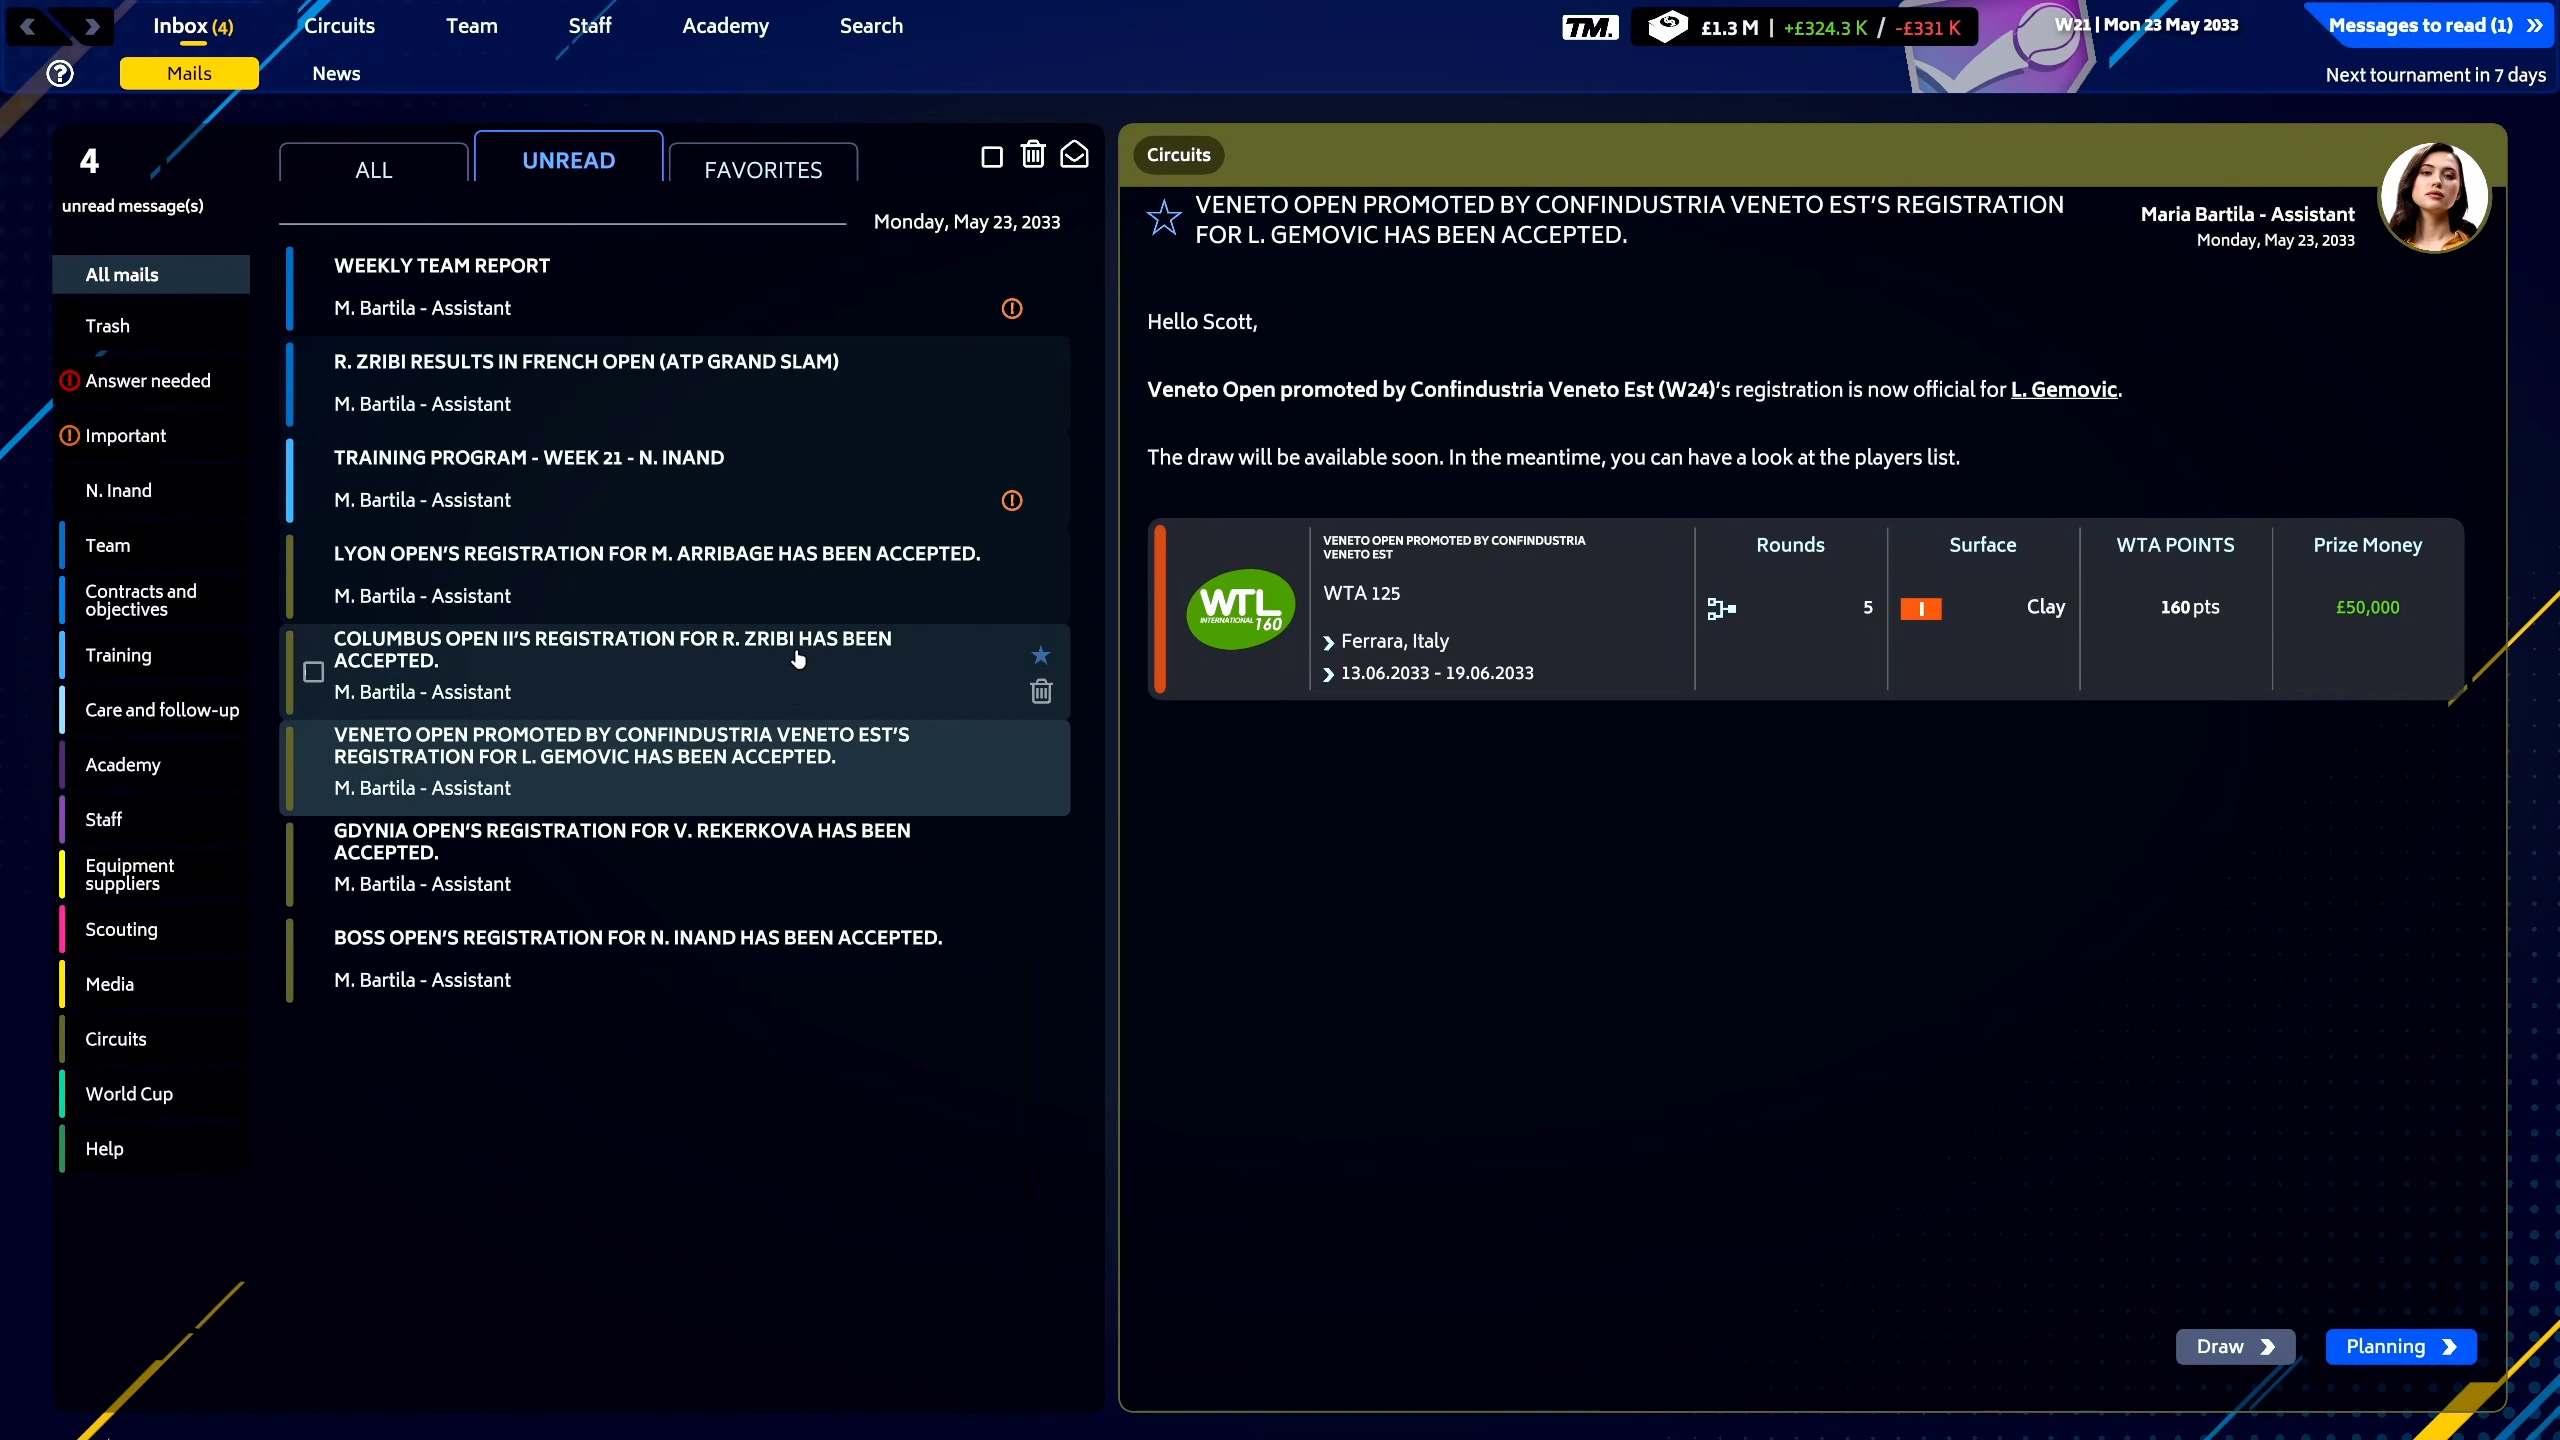 Inbox (4)
Circuits
Team
Staff
Academy
Search
TM.
£1.3 M | +£324.3 K / -£331 K
W21 | Mon 23 May 2033
Messages to read (1)
Mails
News
Next tournament in 7 days
4
unread message(s)
All mails
Trash
Answer needed
Important
N. Inand
Team
Contracts and
objectives
Training
Care and follow-up
Academy
Staff
Equipment
suppliers
Scouting
Media
Circuits
World Cup
Help
ALL
UNREAD
FAVORITES
Monday, May 23, 2033
WEEKLY TEAM REPORT
M. Bartila - Assistant
R. ZRIBI RESULTS IN FRENCH OPEN (ATP GRAND SLAM)
M. Bartila - Assistant
TRAINING PROGRAM - WEEK 21 - N. INAND
M. Bartila - Assistant
LYON OPEN'S REGISTRATION FOR M. ARRIBAGE HAS BEEN ACCEPTED.
M. Bartila - Assistant
COLUMBUS OPEN II'S REGISTRATION FOR R. ZRIBI HAS BEEN
ACCEPTED.
M. Bartila - Assistant
VENETO OPEN PROMOTED BY CONFINDUSTRIA VENETO EST'S
REGISTRATION FOR L. GEMOVIC HAS BEEN ACCEPTED.
M. Bartila - Assistant
GDYNIA OPEN'S REGISTRATION FOR V. REKERKOVA HAS BEEN
ACCEPTED.
M. Bartila - Assistant
BOSS OPEN'S REGISTRATION FOR N. INAND HAS BEEN ACCEPTED.
M. Bartila - Assistant
Circuits
VENETO OPEN PROMOTED BY CONFINDUSTRIA VENETO EST'S REGISTRATION
FOR L. GEMOVIC HAS BEEN ACCEPTED.
Maria Bartila - Assistant
Monday, May 23, 2033
Hello Scott,
Veneto Open promoted by Confindustria Veneto Est (W24)'s registration is now official for L. Gemovic.
The draw will be available soon. In the meantime, you can have a look at the players list.
WTL
INTERNATIONAL 160
VENETO OPEN PROMOTED BY CONFINDUSTRIA
VENETO EST
WTA 125
Ferrara, Italy
13.06.2033 - 19.06.2033
Rounds
5
Surface
Clay
WTA POINTS
160 pts
Prize Money
£50,000
Draw
Planning